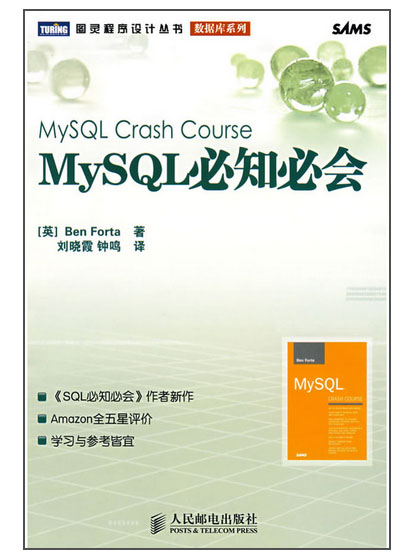 TURING 图灵程序设计丛书 数据库系列 SAMS
MySQL Crash Course
MySQL必知必会
[英] Ben Forta 著
刘晓霞 钟鸣 译
Ben Forta
MySQL
CRASH COURSE
SAMS
《SQL必知必会》作者新作
Amazon全五星评价
学习与参考皆宜
人民邮电出版社
POSTS & TELECOM PRESS